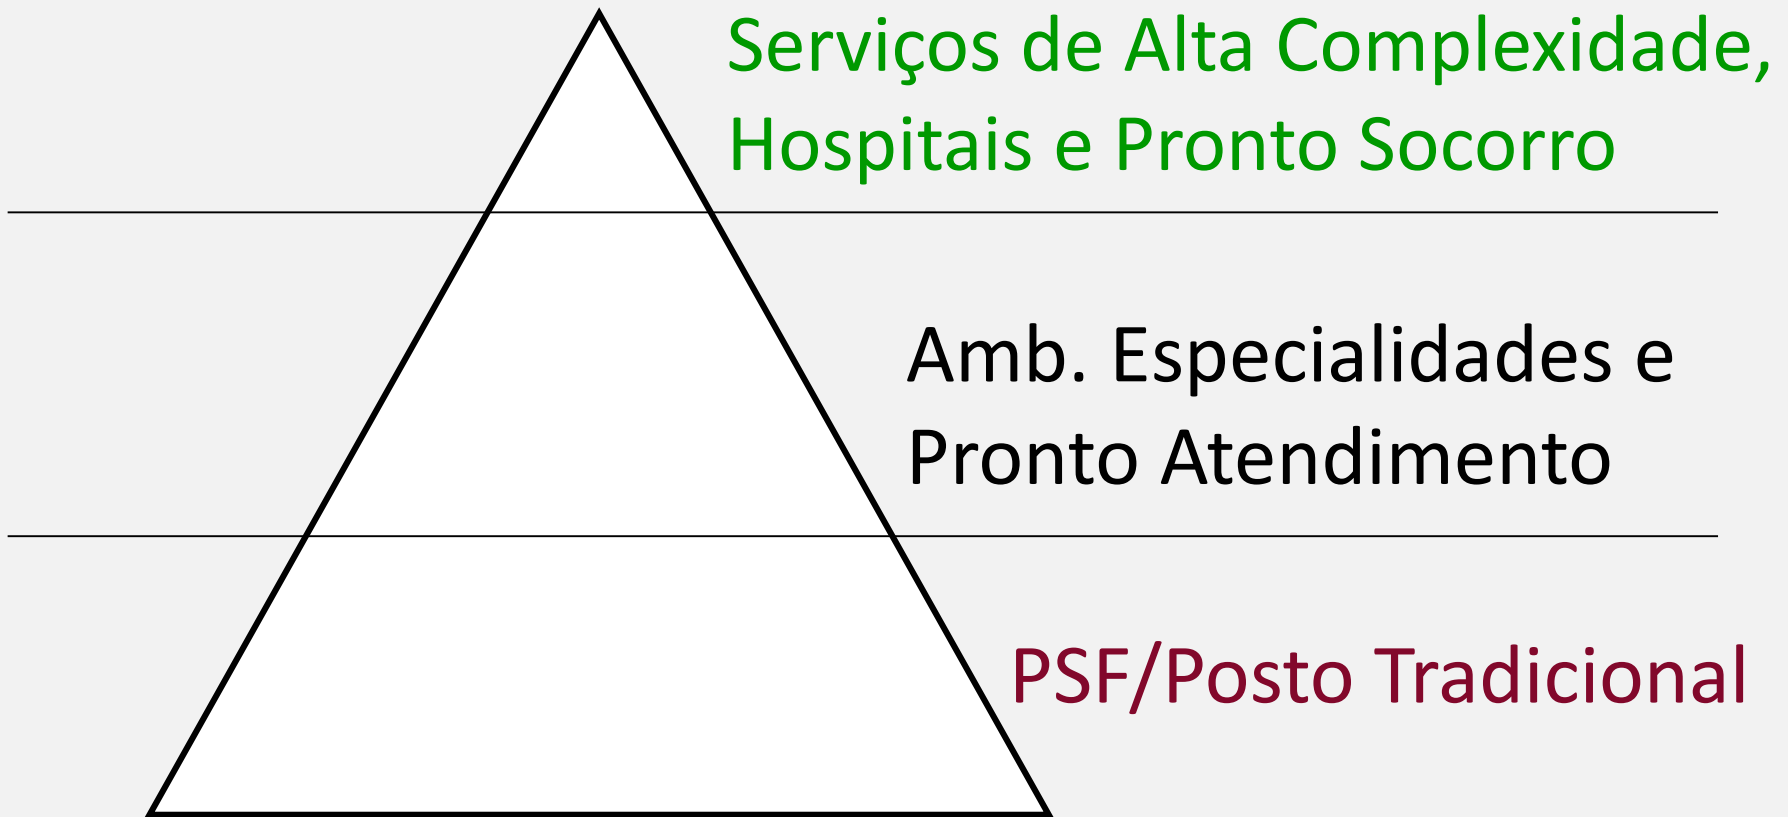 Serviços de Alta Complexidade,
Hospitais e Pronto Socorro
Amb. Especialidades e
Pronto Atendimento
PSF/Posto Tradicional